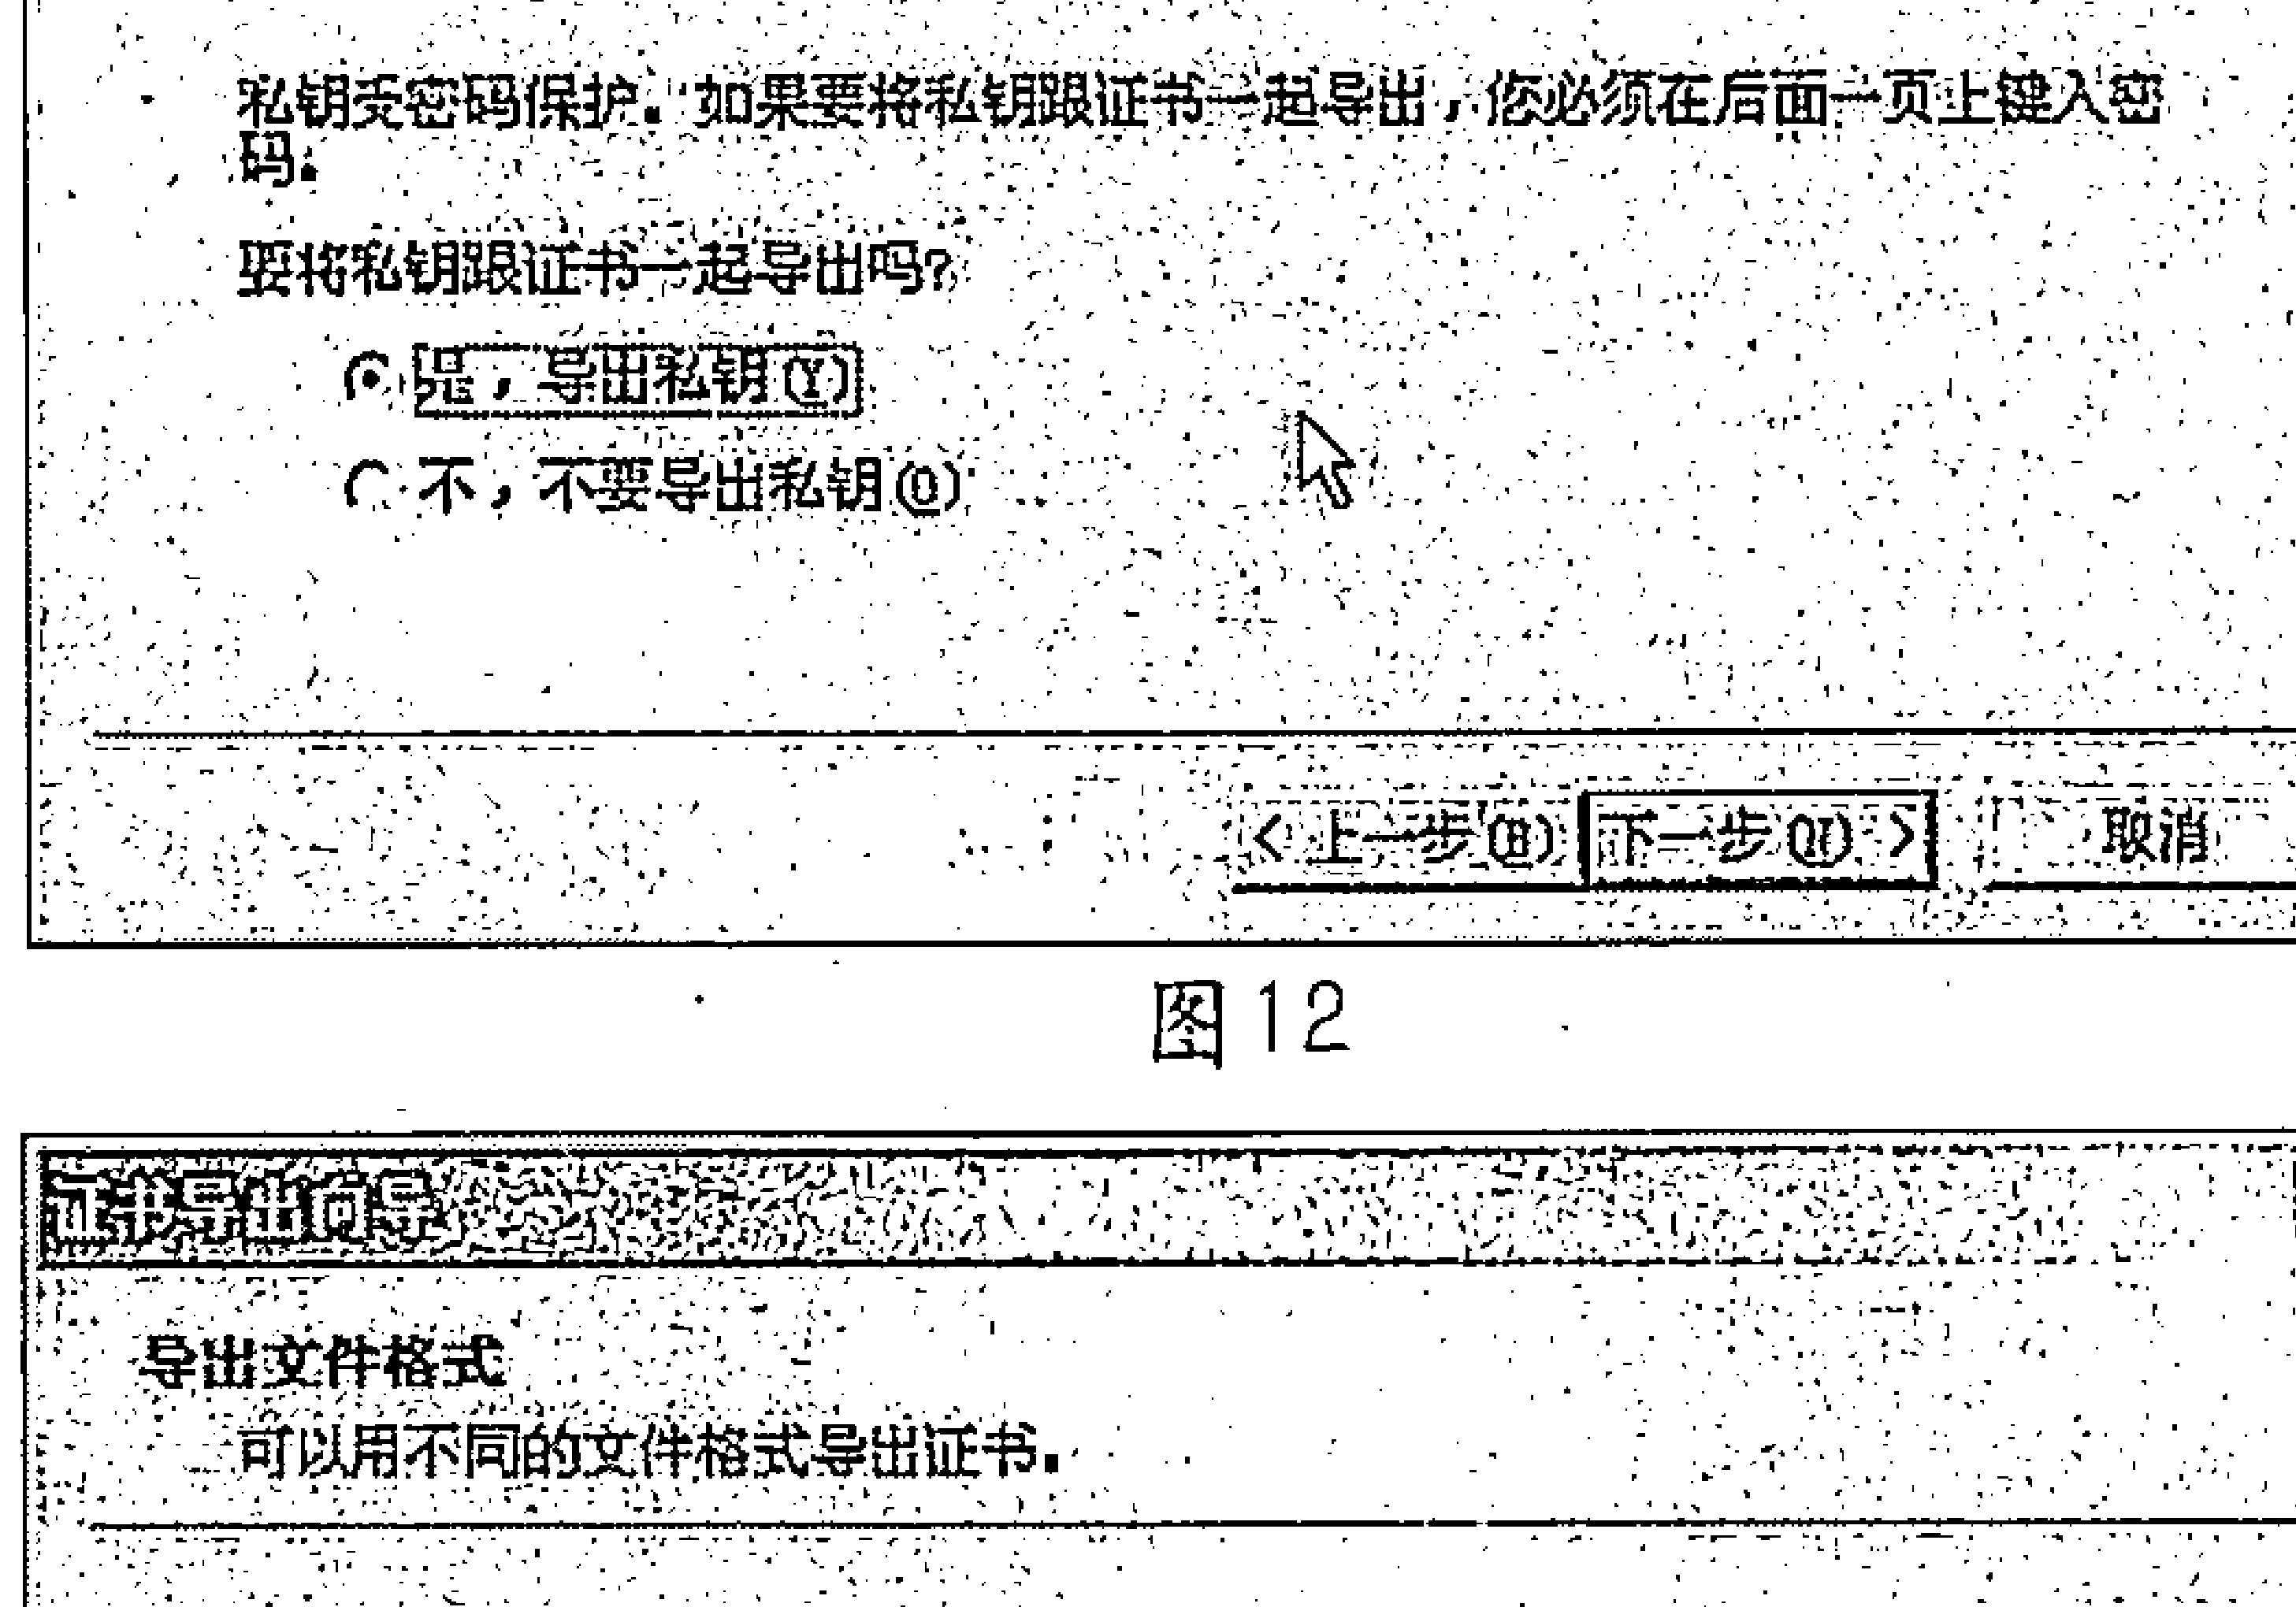 私钥受密码保护。如果要将私钥跟证书一起导出，您必须在后面一页上键入密
码。
要将私钥跟证书一起导出吗?
是，导出私钥(Y)
不，不要导出私钥(O)
< 上一步(B) 下一步(N) > 取消
图12
证书导出向导
导出文件格式
可以用不同的文件格式导出证书。